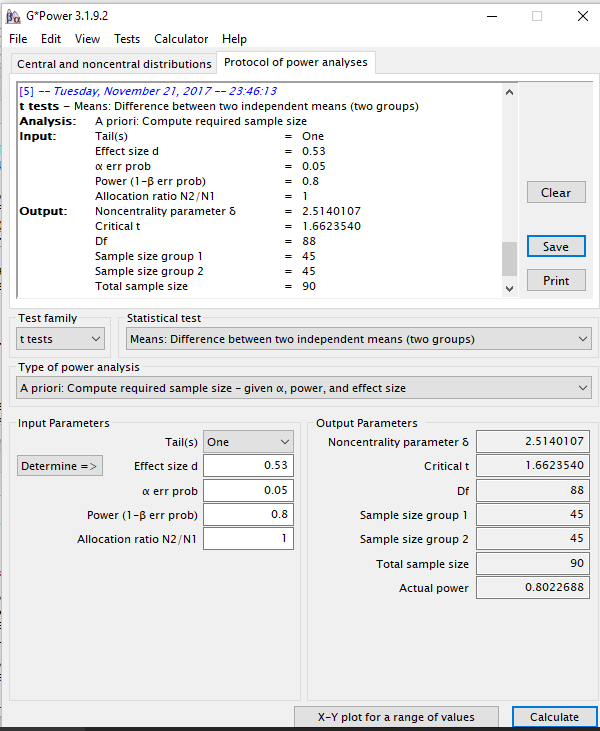 G*Power 3.1.9.2
File Edit View Tests Calculator Help
Central and noncentral distributions Protocol of power analyses
[5] -- Tuesday, November 21, 2017 -- 23:46:13
t tests – Means: Difference between two independent means (two groups)
Analysis: A priori: Compute required sample size
Input: Tail(s) = One
Effect size d = 0.53
α err prob = 0.05
Power (1-β err prob) = 0.8
Allocation ratio N2/N1 = 1
Output: Noncentrality parameter δ = 2.5140107
Critical t = 1.6623540
Df = 88
Sample size group 1 = 45
Sample size group 2 = 45
Total sample size = 90
Clear
Save
Print
Test family Statistical test
t tests Means: Difference between two independent means (two groups)
Type of power analysis
A priori: Compute required sample size – given α, power, and effect size
Input Parameters
Tail(s) One
Determine => Effect size d 0.53
α err prob 0.05
Power (1-β err prob) 0.8
Allocation ratio N2/N1 1
Output Parameters
Noncentrality parameter δ 2.5140107
Critical t 1.6623540
Df 88
Sample size group 1 45
Sample size group 2 45
Total sample size 90
Actual power 0.8022688
X-Y plot for a range of values Calculate